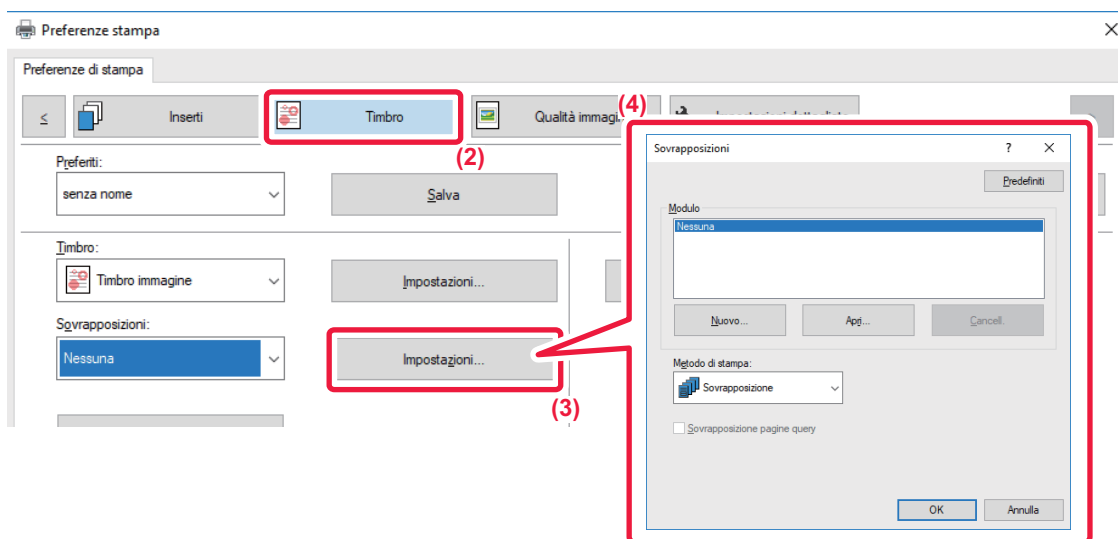 Preferenze stampa
Preferenze di stampa
<
Inserti
Timbro
Qualità immagi
(4)
(2)
Preferiti:
senza nome
Salva
Timbro:
Timbro immagine
Impostazioni...
Sovrapposizioni:
Nessuna
Impostazioni...
(3)
Sovrapposizioni
?
Predefiniti
Modulo
Nessuna
Nuovo...
Apri...
Cancell.
Metodo di stampa:
Sovrapposizione
Sovrapposizione pagine query
OK
Annulla